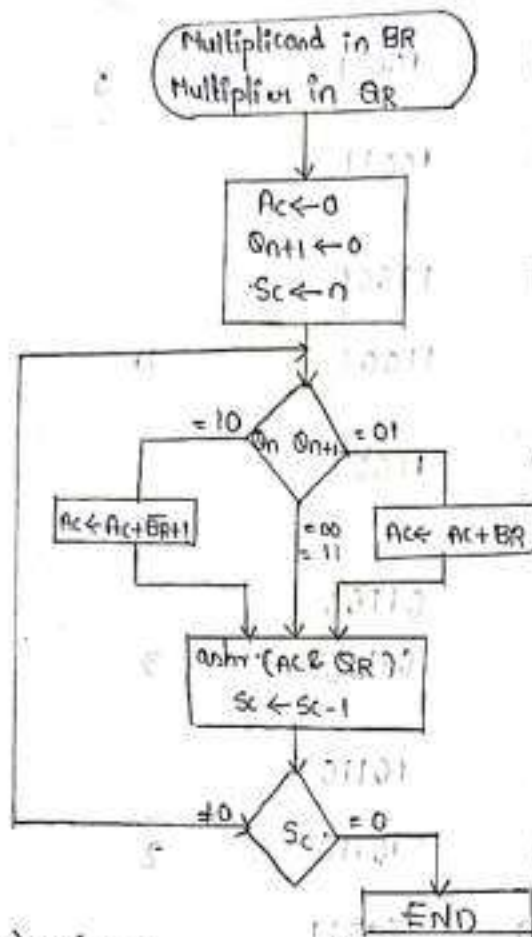 Multiplicand in BR
Multiplier in QR
Ac ← 0
Qn+1 ← 0
Sc ← n
= 10
Qn Qn+1
= 01
Ac ← Ac + B̅R̅ + 1
= 00
= 11
Ac ← Ac + BR
ashr (AC & QR)
Sc ← Sc - 1
≠0
Sc
= 0
END